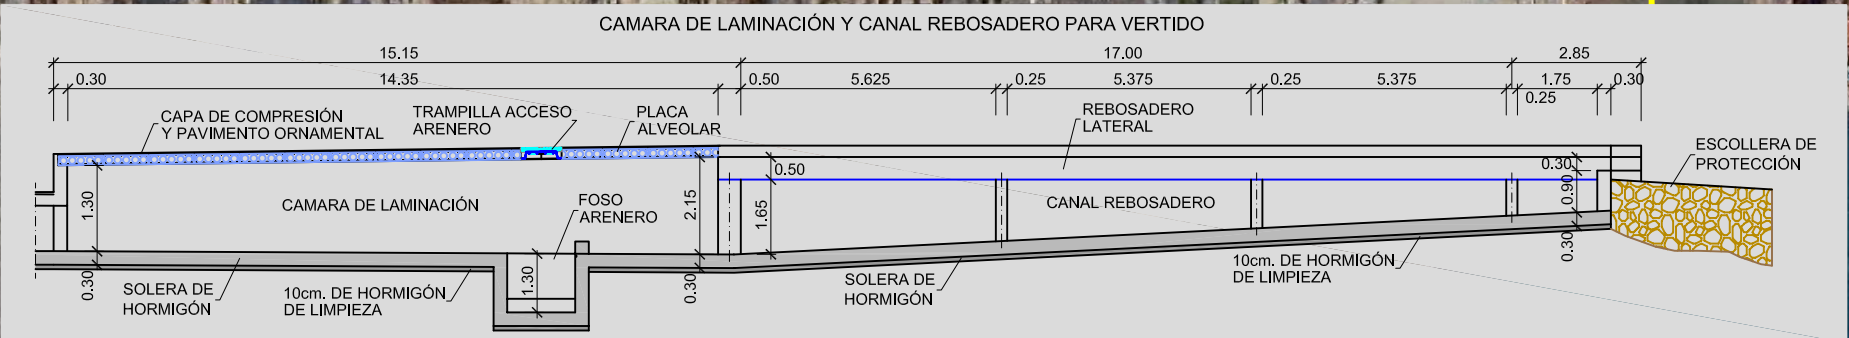 CAMARA DE LAMINACIÓN Y CANAL REBOSADERO PARA VERTIDO
15.15
17.00
2.85
0.30
14.35
0.50
5.625
0.25
5.375
0.25
5.375
1.75
0.30
0.25
CAPA DE COMPRESIÓN
Y PAVIMENTO ORNAMENTAL
TRAMPILLA ACCESO
ARENERO
PLACA
ALVEOLAR
REBOSADERO
LATERAL
ESCOLLERA DE
PROTECCIÓN
1.30
CAMARA DE LAMINACIÓN
FOSO
ARENERO
2.15
0.50
1.65
CANAL REBOSADERO
0.30
0.90
0.30
0.30
SOLERA DE
HORMIGÓN
10cm. DE HORMIGÓN
DE LIMPIEZA
1.30
0.30
SOLERA DE
HORMIGÓN
10cm. DE HORMIGÓN
DE LIMPIEZA